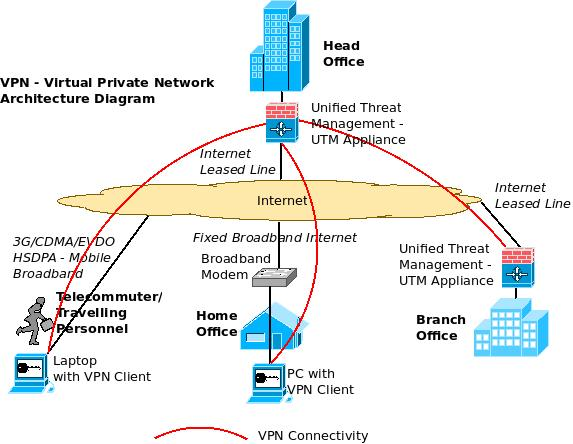 Head
Office
VPN - Virtual Private Network
Architecture Diagram
Unified Threat
Management -
UTM Appliance
Internet
Leased Line
Internet
Internet
Leased Line
3G/CDMA/EVDO
HSDPA - Mobile
Broadband
Fixed Broadband Internet
Broadband
Modem
Unified Threat
Management -
UTM Appliance
Telecommuter/
Travelling
Personnel
Home
Office
Branch
Office
Laptop
with VPN Client
PC with
VPN Client
VPN Connectivity